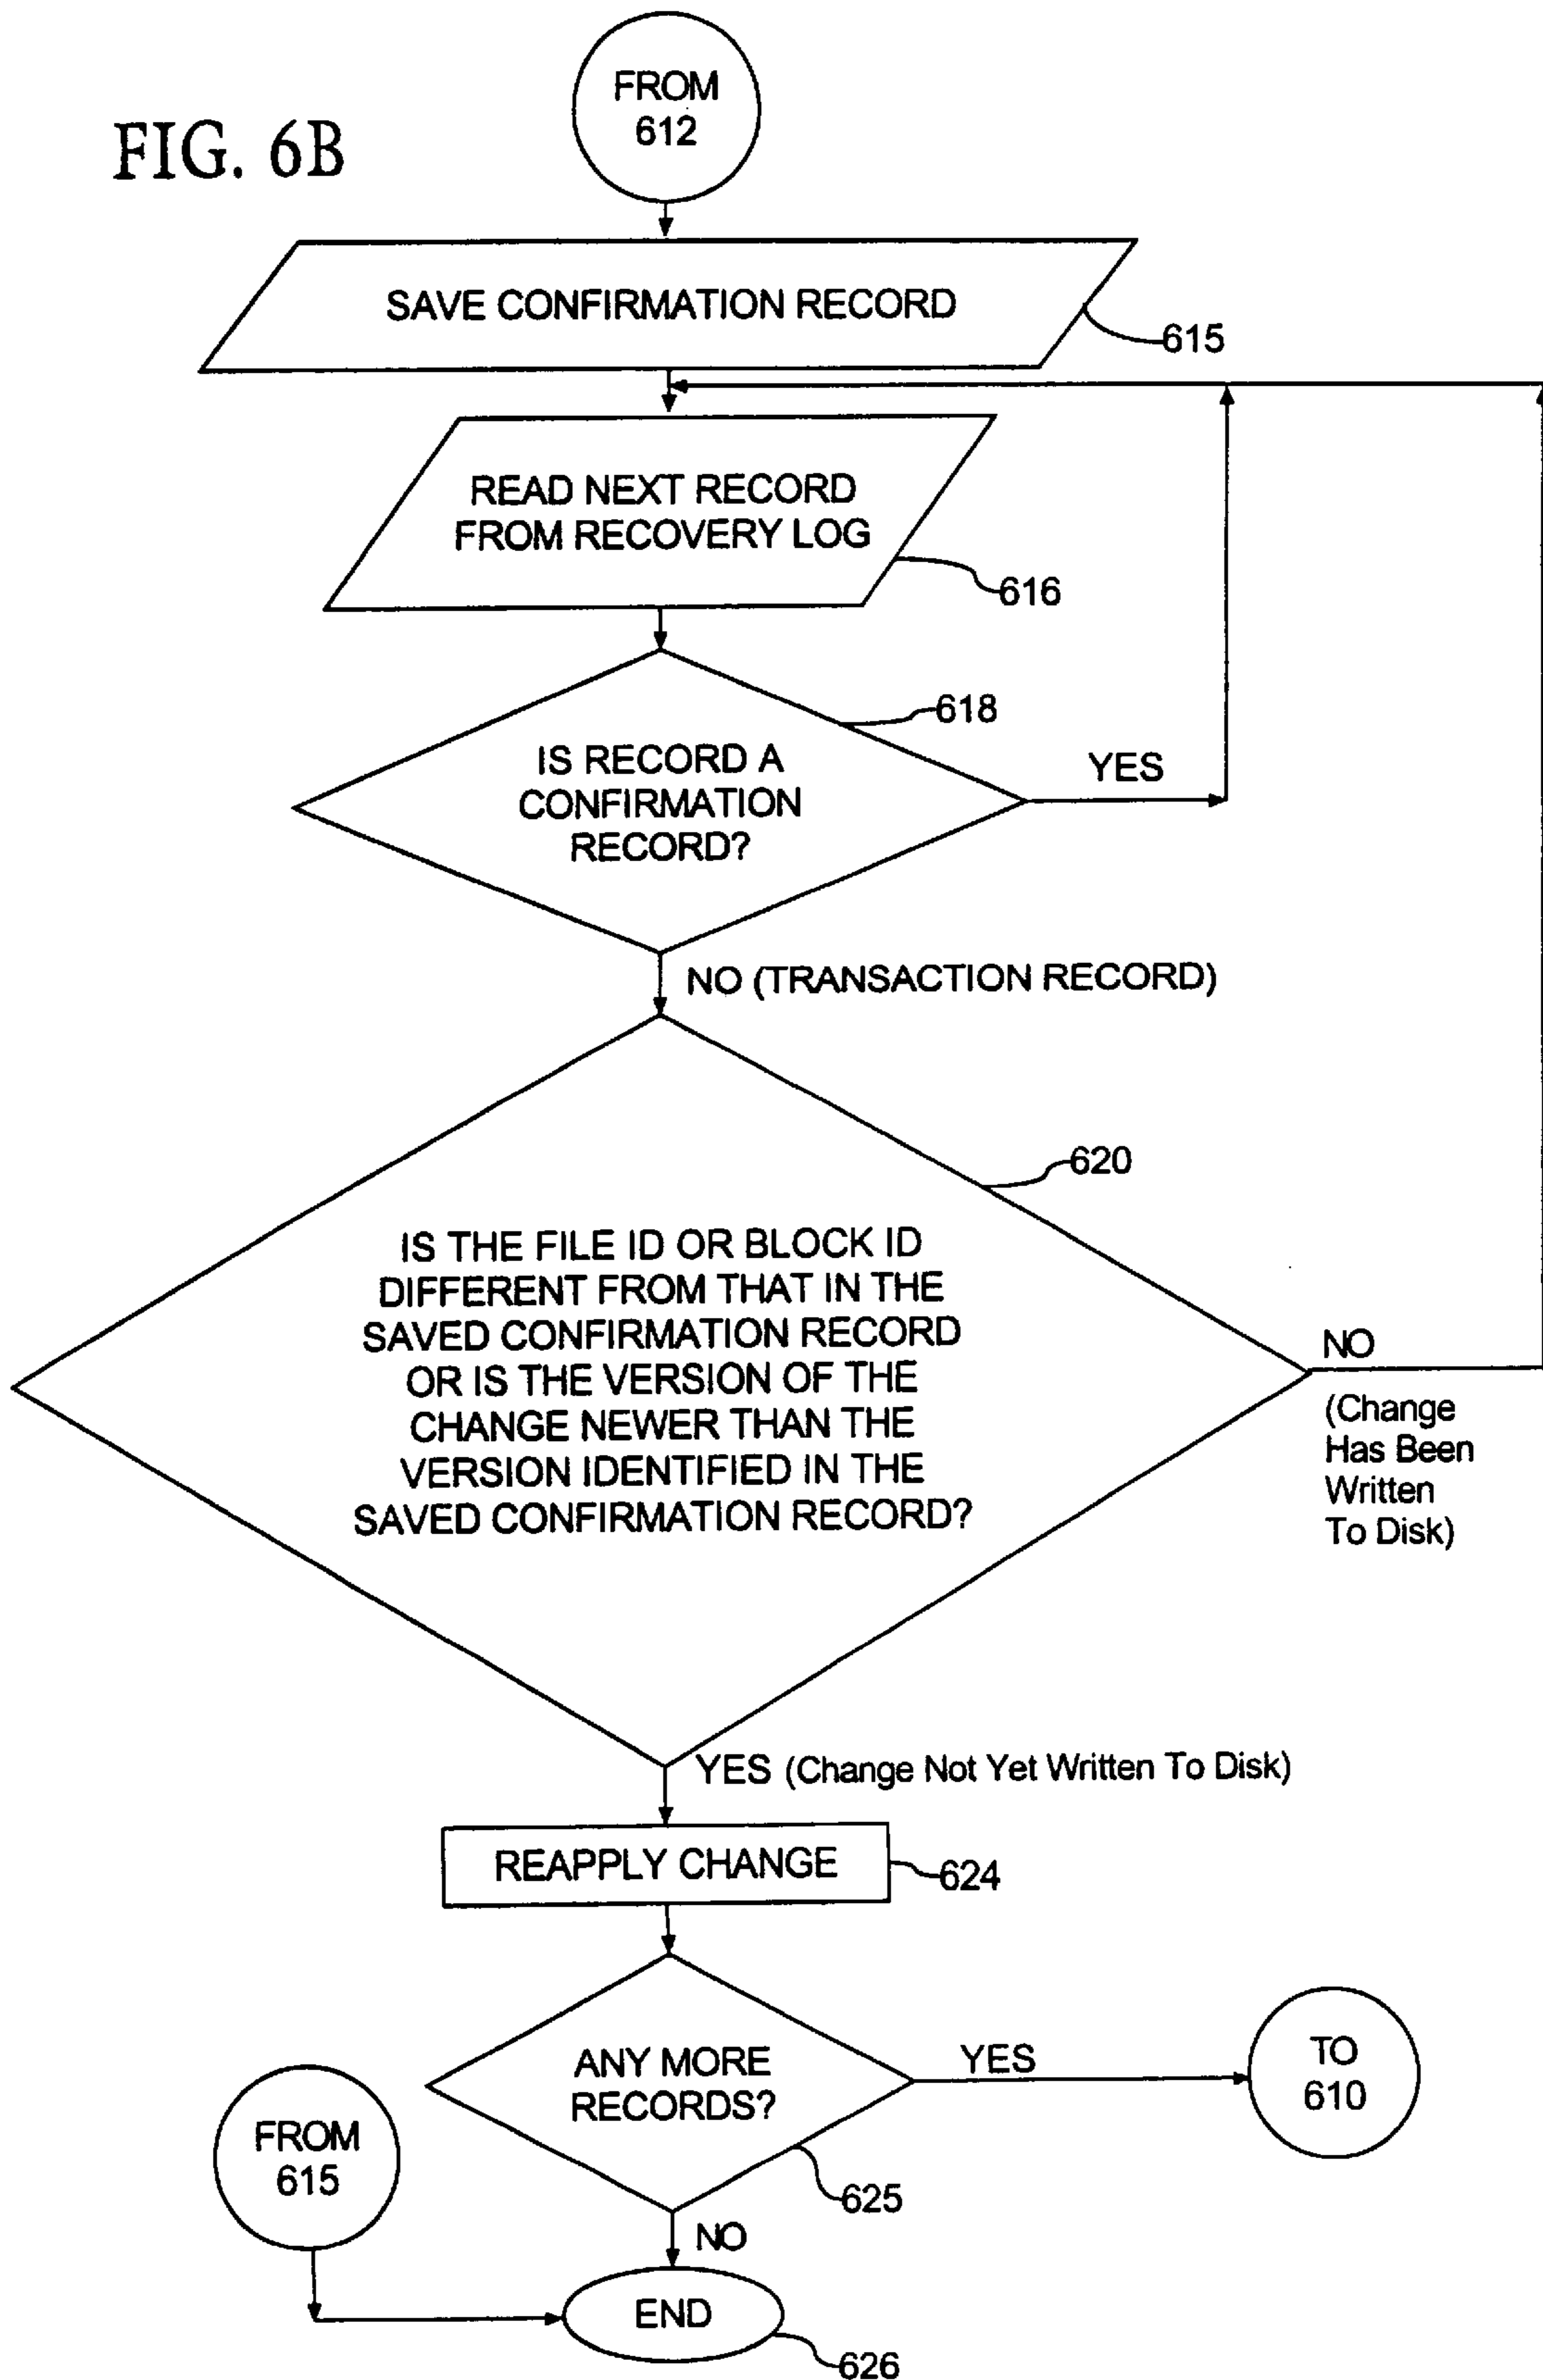 FIG. 6B
FROM
612
SAVE CONFIRMATION RECORD
615
READ NEXT RECORD
FROM RECOVERY LOG
616
618
IS RECORD A
CONFIRMATION
RECORD?
YES
NO (TRANSACTION RECORD)
620
IS THE FILE ID OR BLOCK ID
DIFFERENT FROM THAT IN THE
SAVED CONFIRMATION RECORD
OR IS THE VERSION OF THE
CHANGE NEWER THAN THE
VERSION IDENTIFIED IN THE
SAVED CONFIRMATION RECORD?
NO
(Change
Has Been
Written
To Disk)
YES (Change Not Yet Written To Disk)
REAPPLY CHANGE
624
ANY MORE
RECORDS?
YES
TO
610
FROM
615
625
NO
END
626